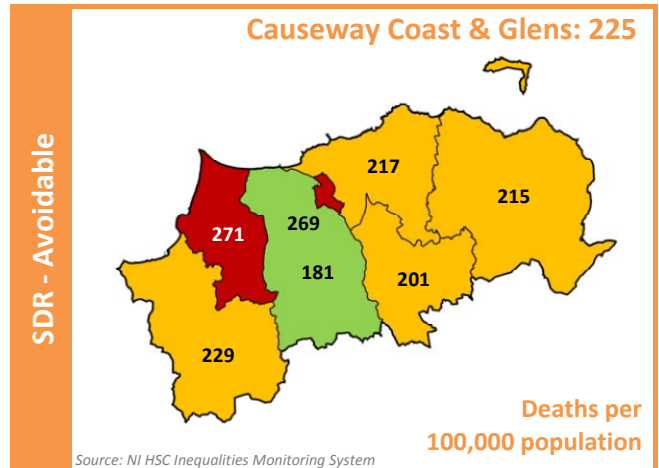 Causeway Coast & Glens: 225
SDR - Avoidable
217
215
269
271
181
201
229
Deaths per
100,000 population
Source: NI HSC Inequalities Monitoring System